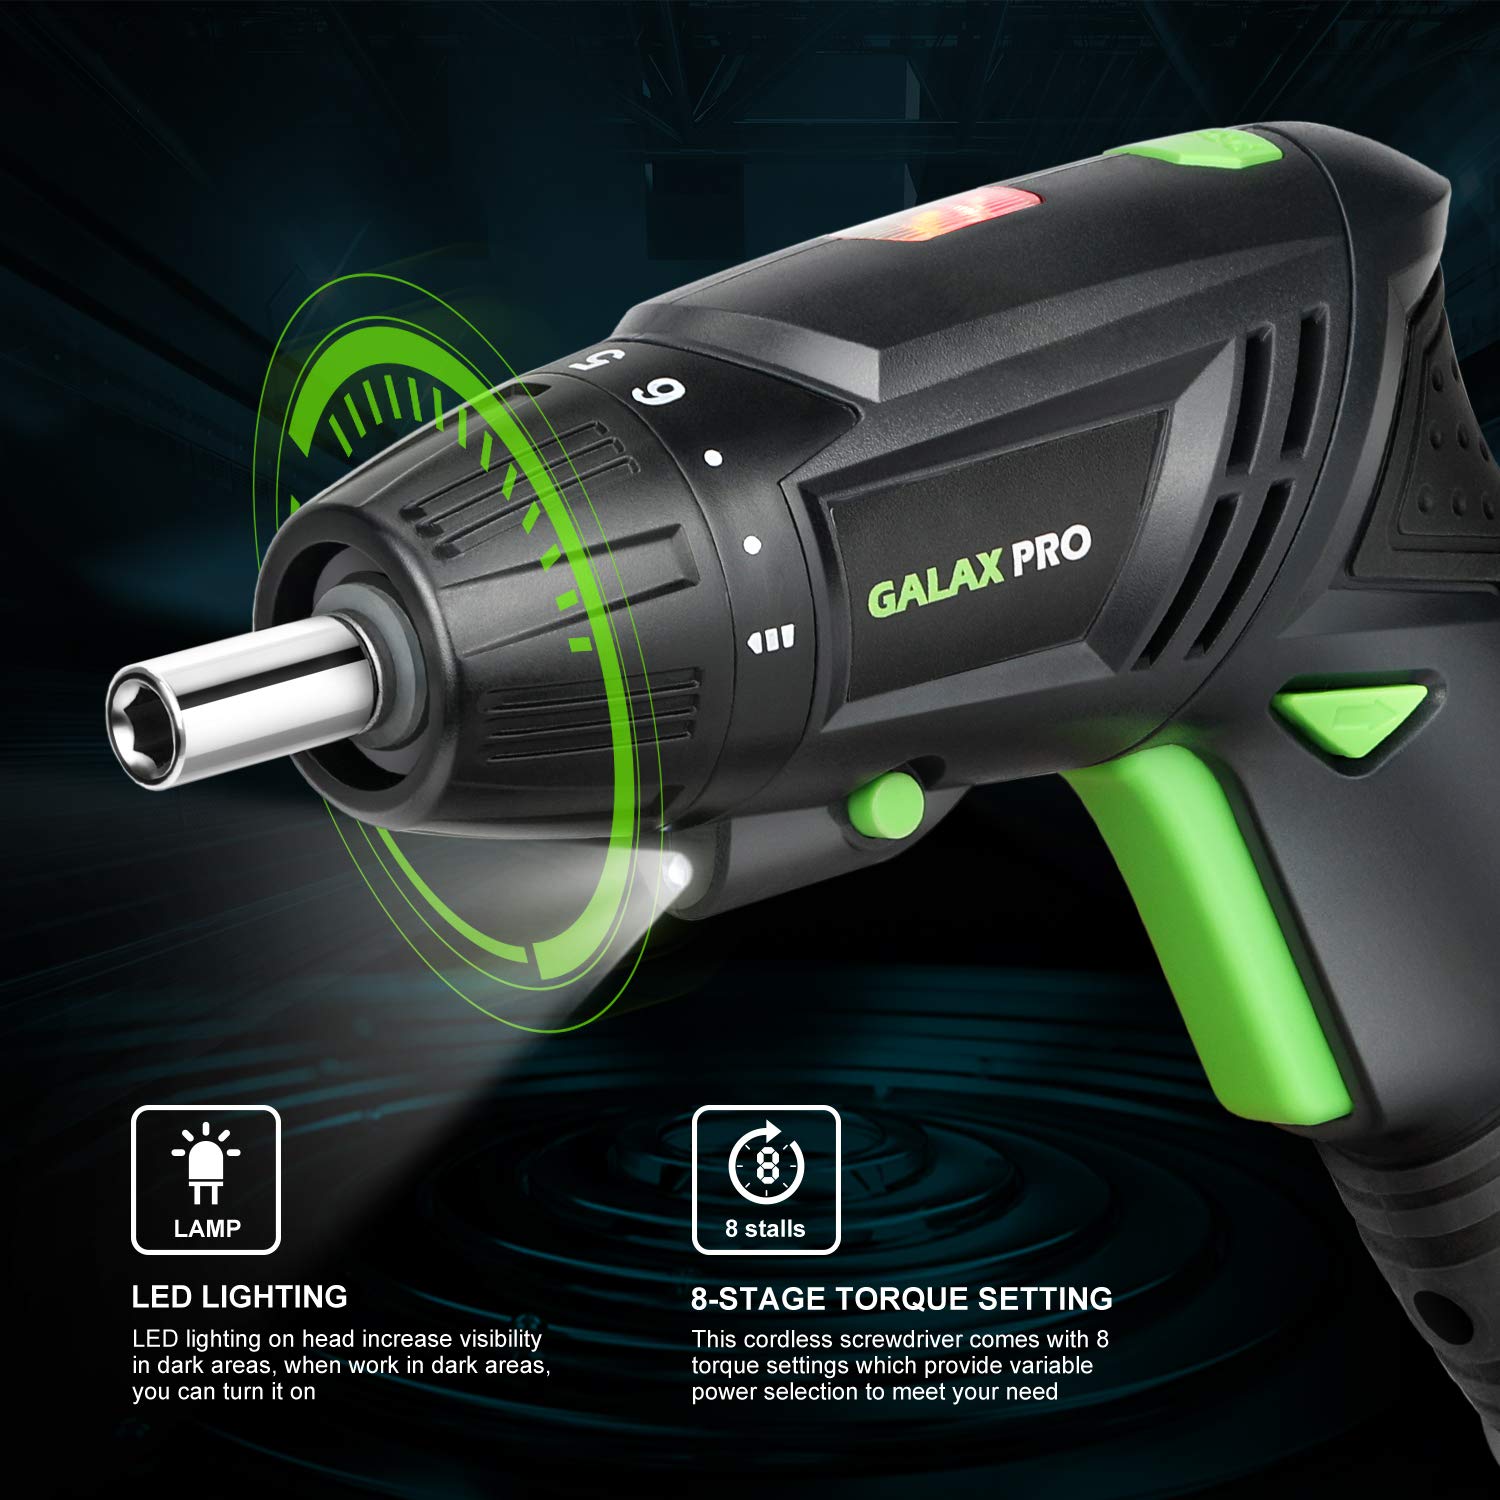 5
6
GALAX PRO
LAMP
LED LIGHTING
LED lighting on head increase visibility
in dark areas, when work in dark areas,
you can turn it on
8
8 stalls
8-STAGE TORQUE SETTING
This cordless screwdriver comes with 8
torque settings which provide variable
power selection to meet your need